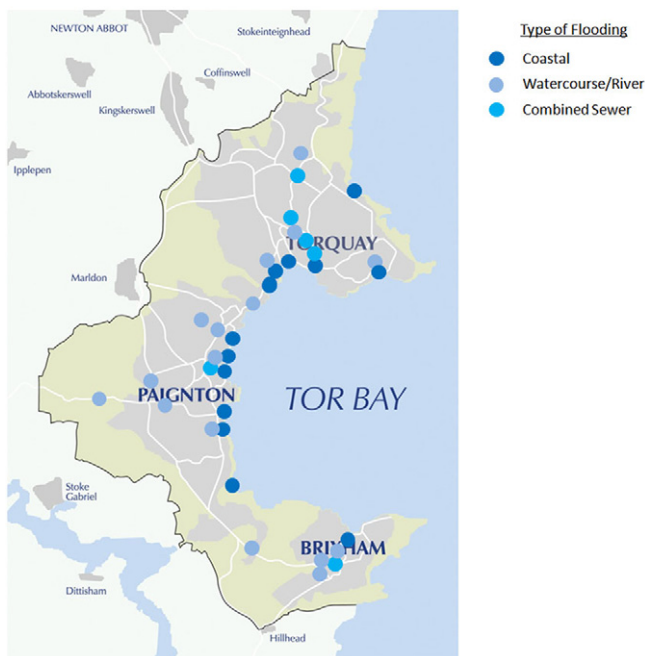 NEWTON ABBOT
Stokeinteignhead
Coffinswell
Abbotskerswell
Kingskerswell
Ipplepen
TORQUAY
Marldon
PAIGNTON
TOR BAY
Stoke
Gabriel
BRIXHAM
Dittisham
Hillhead
Type of Flooding
Coastal
Watercourse/River
Combined Sewer